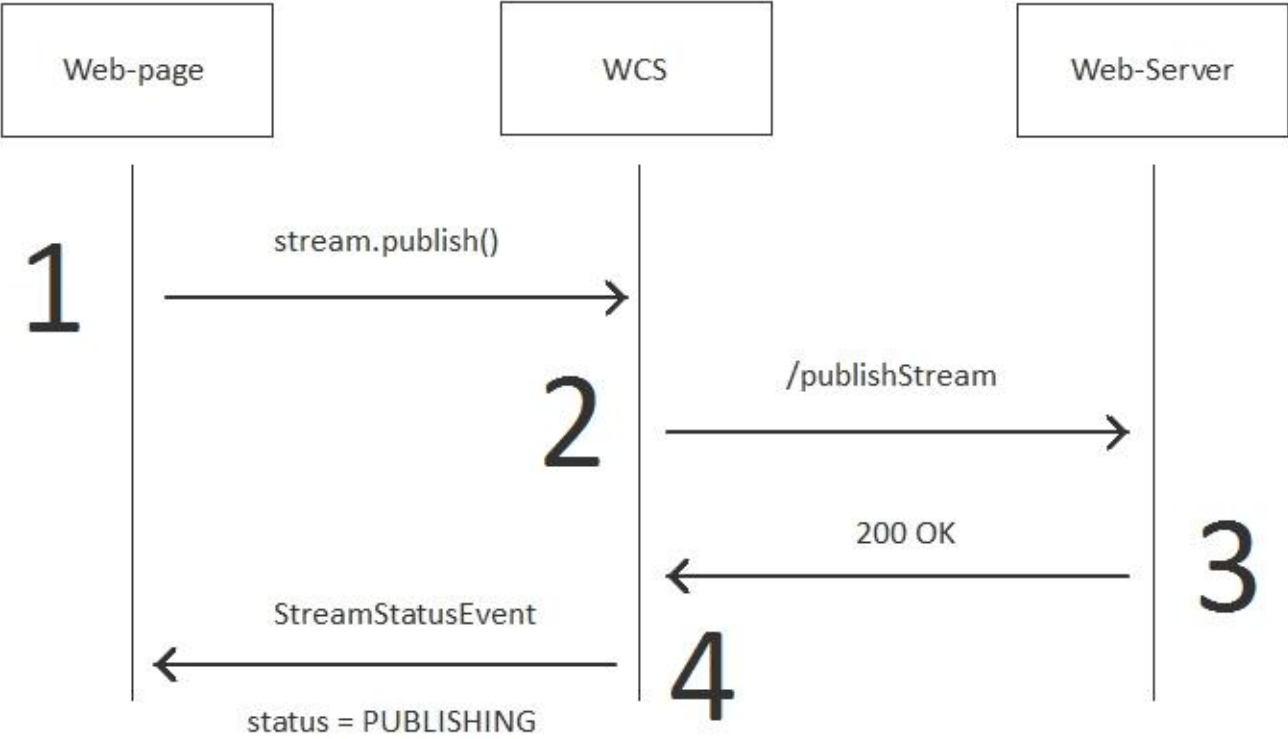 Web-page
WCS
Web-Server
stream.publish()
1
/publishStream
2
200 OK
3
StreamStatusEvent
4
status = PUBLISHING